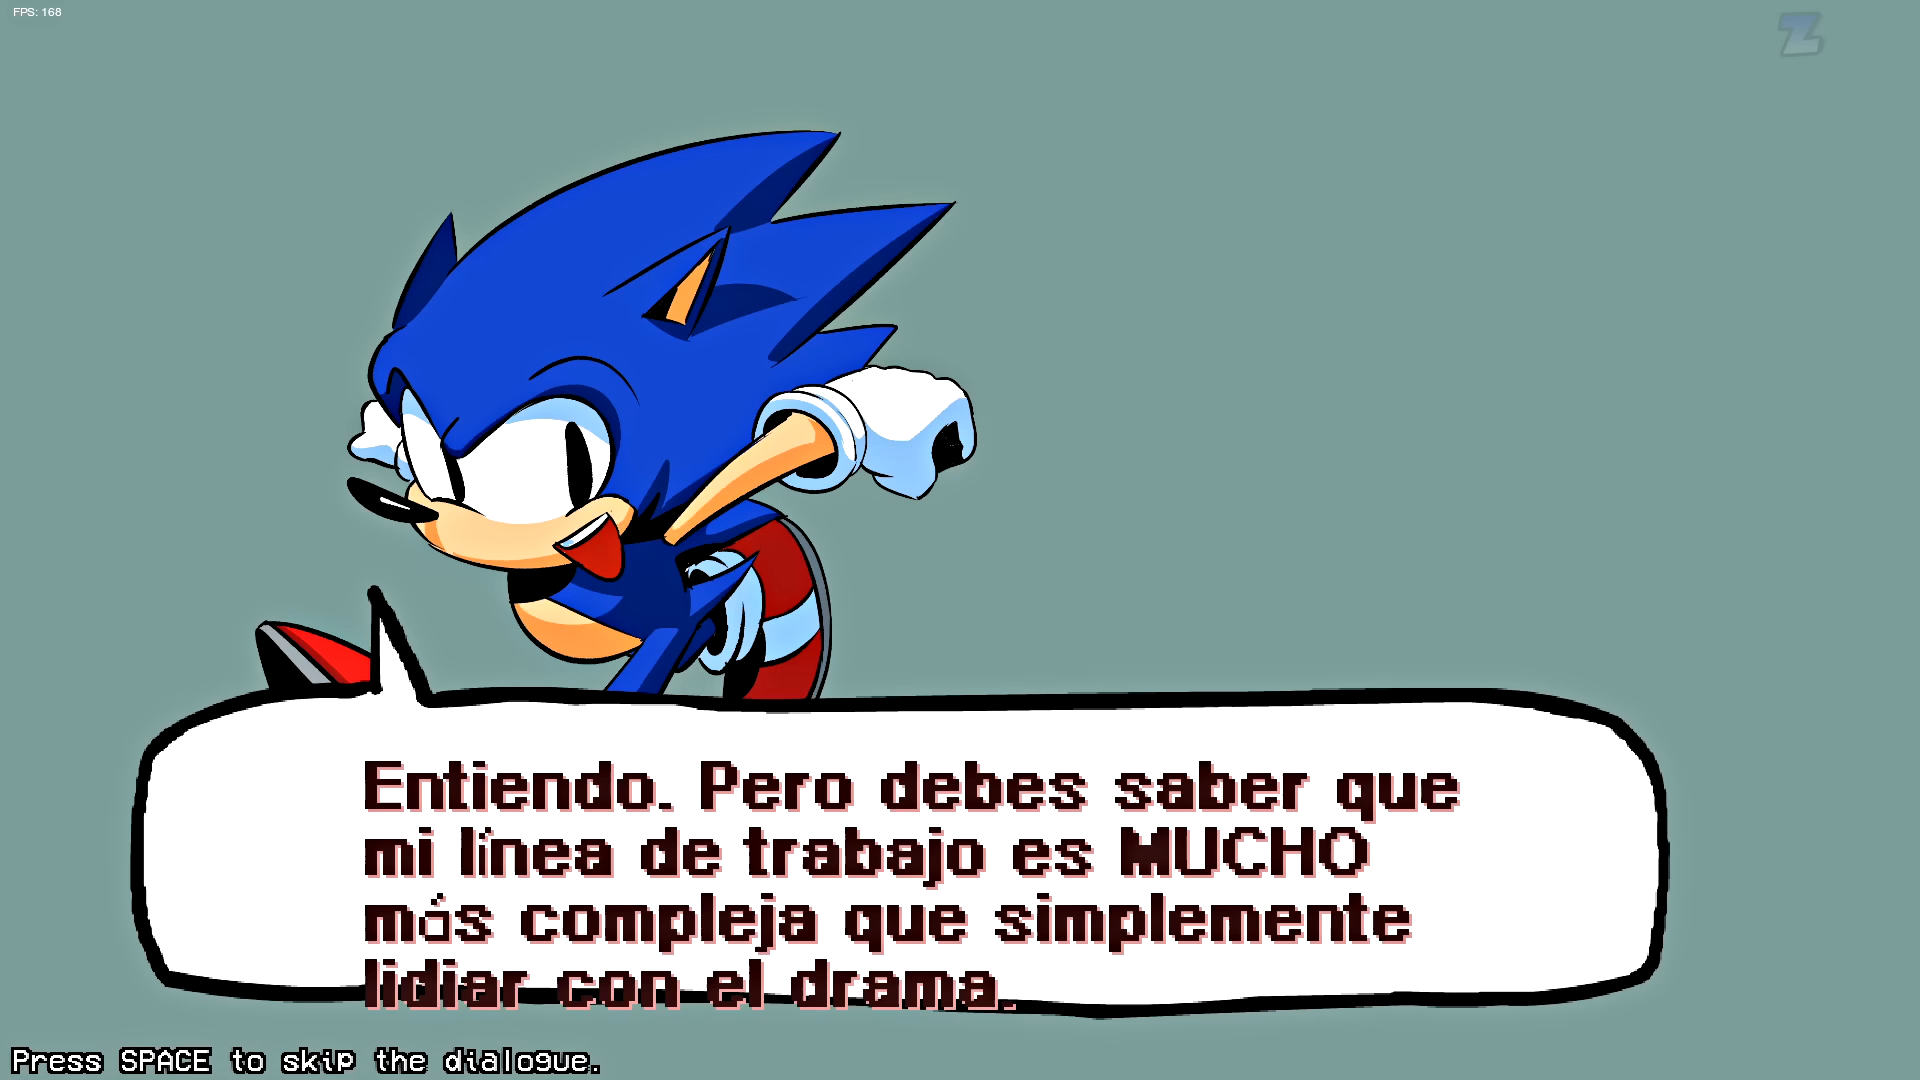 FPS: 168
Z
Entiendo. Pero debes saber que
mi línea de trabajo es MUCHO
más compleja que simplemente
lidiar con el drama.
Press SPACE to skip the dialogue.